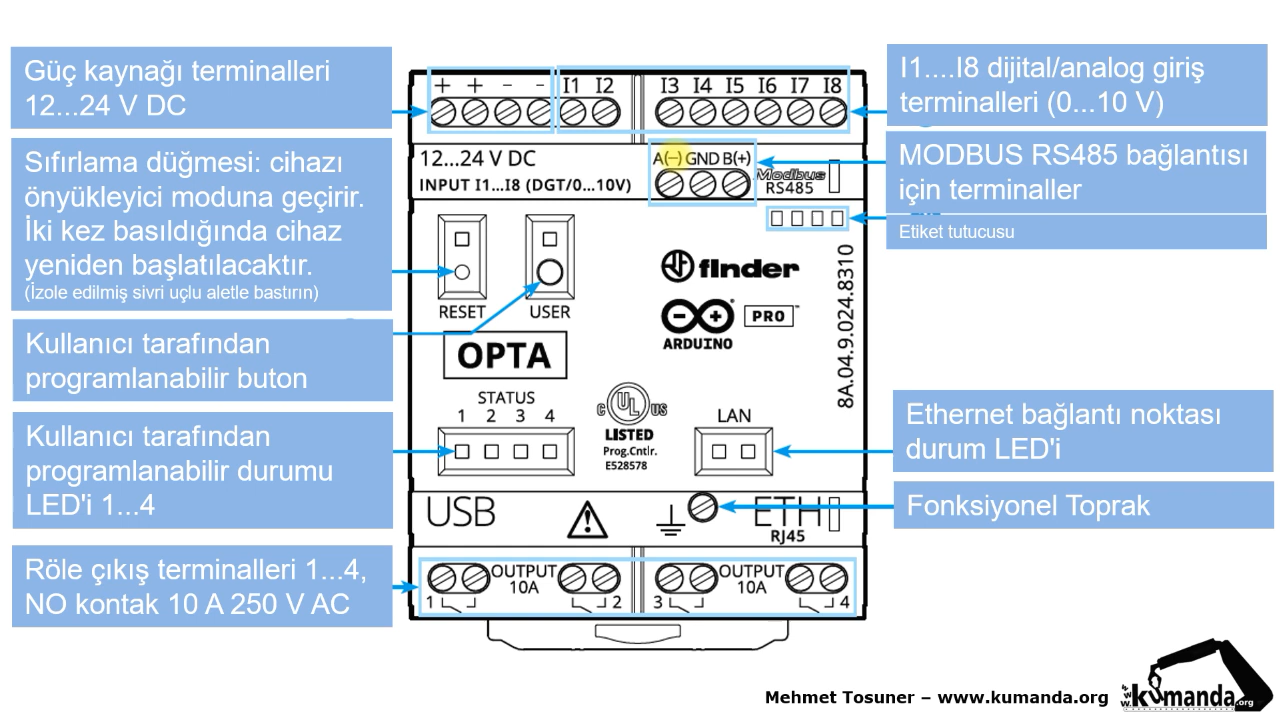 Güç kaynağı terminalleri
12...24 V DC
Sıfırlama düğmesi: cihazı
önyükleyici moduna geçirir.
İki kez basıldığında cihaz
yeniden başlatılacaktır.
(İzole edilmiş sivri uçlu aletle bastırın)
Kullanıcı tarafından
programlanabilir buton
Kullanıcı tarafından
programlanabilir durumu
LED'i 1...4
Röle çıkış terminalleri 1...4,
NO kontak 10 A 250 V AC
+ + − − I1 I2 I3 I4 I5 I6 I7 I8
12...24 V DC
INPUT I1...I8 (DGT/0...10V)
A(−) GND B(+)
Modbus
RS485
RESET USER
finder
ARDUINO
PRO™
8A.04.9.024.8310
OPTA
STATUS
1 2 3 4
C UL US
LISTED
Prog.Cntlr.
E528578
LAN
USB
ETH
RJ45
OUTPUT
10A
1 2
OUTPUT
10A
3 4
I1....I8 dijital/analog giriş
terminalleri (0...10 V)
MODBUS RS485 bağlantısı
için terminaller
Etiket tutucusu
Ethernet bağlantı noktası
durum LED'i
Fonksiyonel Toprak
Mehmet Tosuner – www.kumanda.org
www.kumanda.org